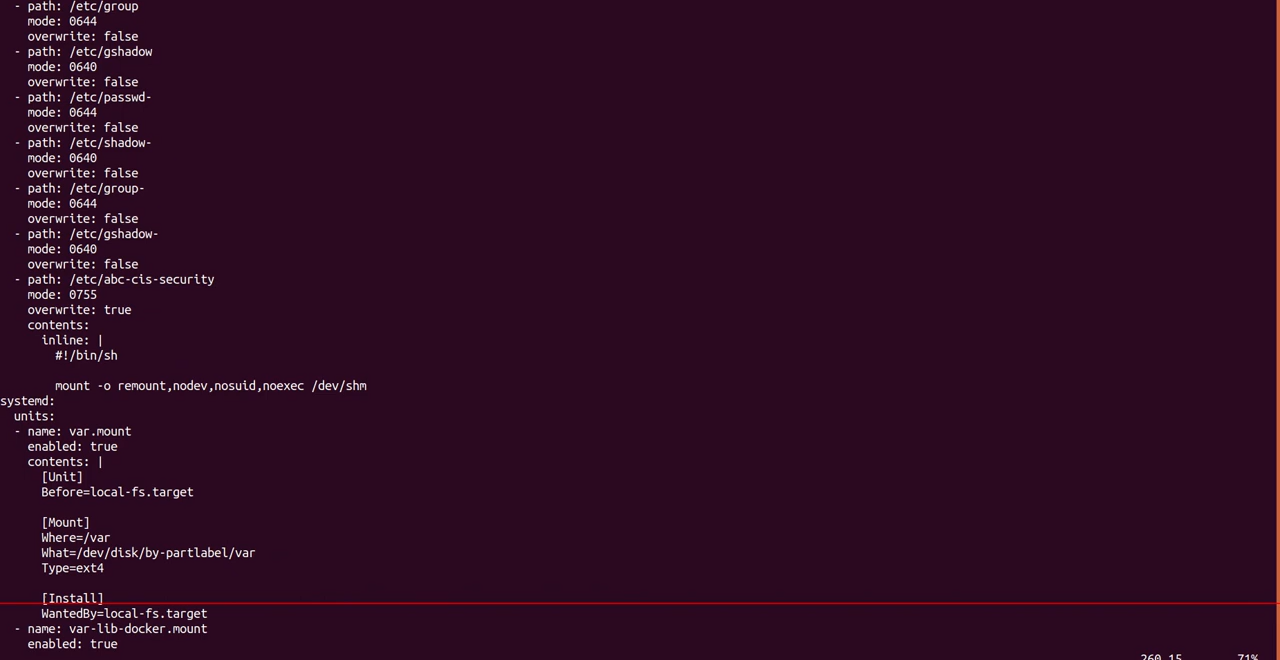 - path: /etc/group
mode: 0644
overwrite: false
- path: /etc/gshadow
mode: 0640
overwrite: false
- path: /etc/passwd-
mode: 0644
overwrite: false
- path: /etc/shadow-
mode: 0640
overwrite: false
- path: /etc/group-
mode: 0644
overwrite: false
- path: /etc/gshadow-
mode: 0640
overwrite: false
- path: /etc/abc-cis-security
mode: 0755
overwrite: true
contents:
inline: |
#!/bin/sh
mount -o remount,nodev,nosuid,noexec /dev/shm
systemd:
units:
- name: var.mount
enabled: true
contents: |
[Unit]
Before=local-fs.target
[Mount]
Where=/var
What=/dev/disk/by-partlabel/var
Type=ext4
[Install]
WantedBy=local-fs.target
- name: var-lib-docker.mount
enabled: true
260,15 71%